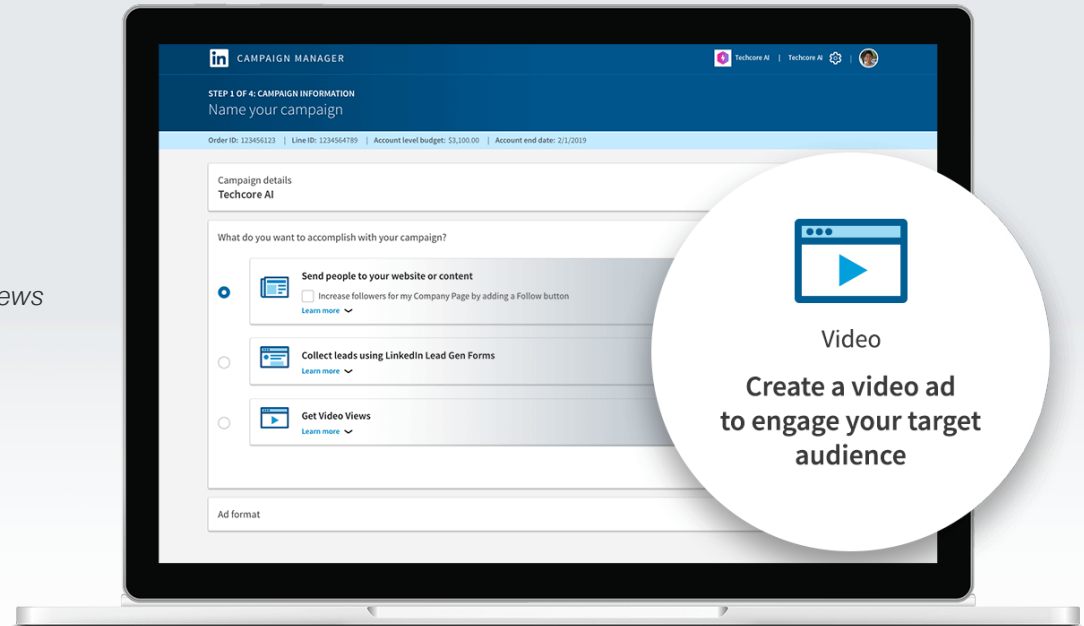 in CAMPAIGN MANAGER
Techcore AI | Techcore AI |
STEP 1 OF 4: CAMPAIGN INFORMATION
Name your campaign
Order ID: 123456123 | Line ID: 1234564789 | Account level budget: $3,100.00 | Account end date: 2/1/2019
Campaign details
Techcore AI
What do you want to accomplish with your campaign?
Send people to your website or content
Increase followers for my Company Page by adding a Follow button
Learn more
Collect leads using LinkedIn Lead Gen Forms
Learn more
Get Video Views
Learn more
Ad format
Video
Create a video ad
to engage your target
audience